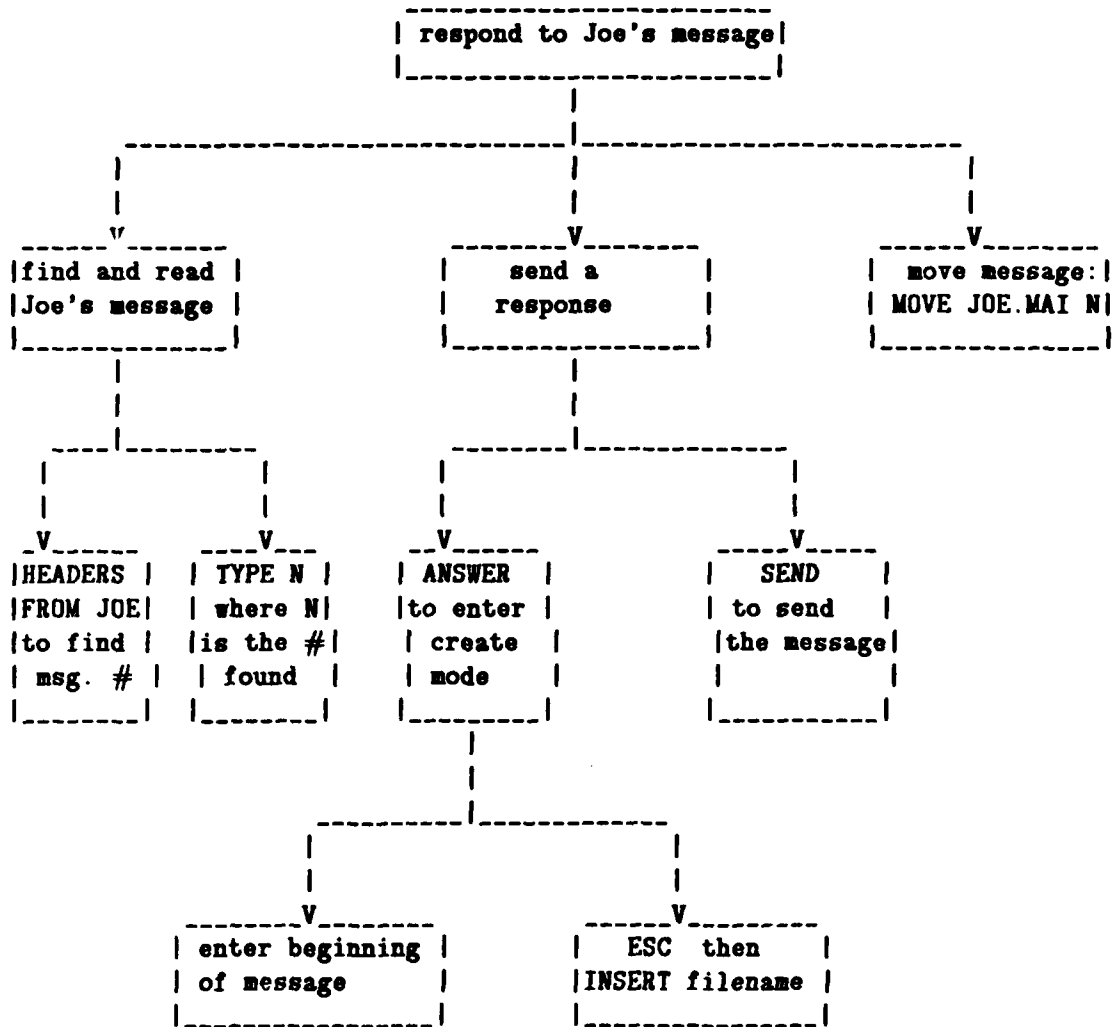 respond to Joe's message
find and read
Joe's message
send a
response
move message:
MOVE JOE.MAI N
HEADERS
FROM JOE
to find
msg. #
TYPE N
where N
is the #
found
ANSWER
to enter
create
mode
SEND
to send
the message
enter beginning
of message
ESC then
INSERT filename